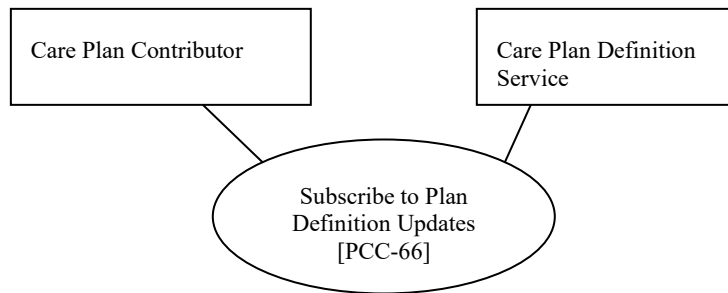 Care Plan Contributor
Care Plan Definition
Service
Subscribe to Plan
Definition Updates
[PCC-66]